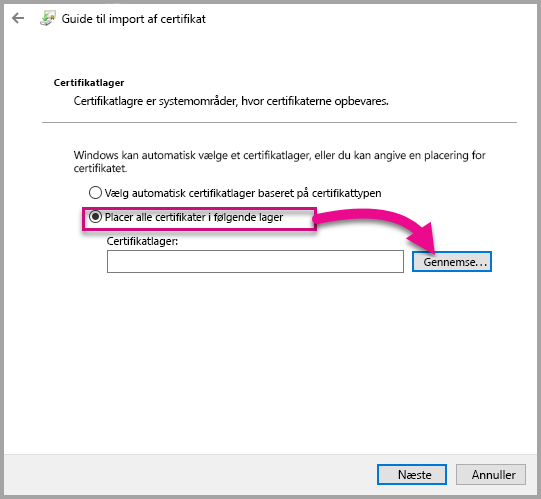 Guide til import af certifikat
Certifikatlager
Certifikatlagre er systemområder, hvor certifikaterne opbevares.
Windows kan automatisk vælge et certifikatlager, eller du kan angive en placering for
certifikatet.
Vælg automatisk certifikatlager baseret på certifikattypen
Placer alle certifikater i følgende lager
Certifikatlager:
Gennemse...
Næste
Annuller